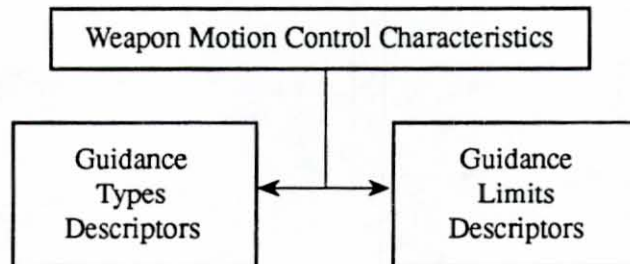 Weapon Motion Control Characteristics
Guidance
Types
Descriptors
Guidance
Limits
Descriptors